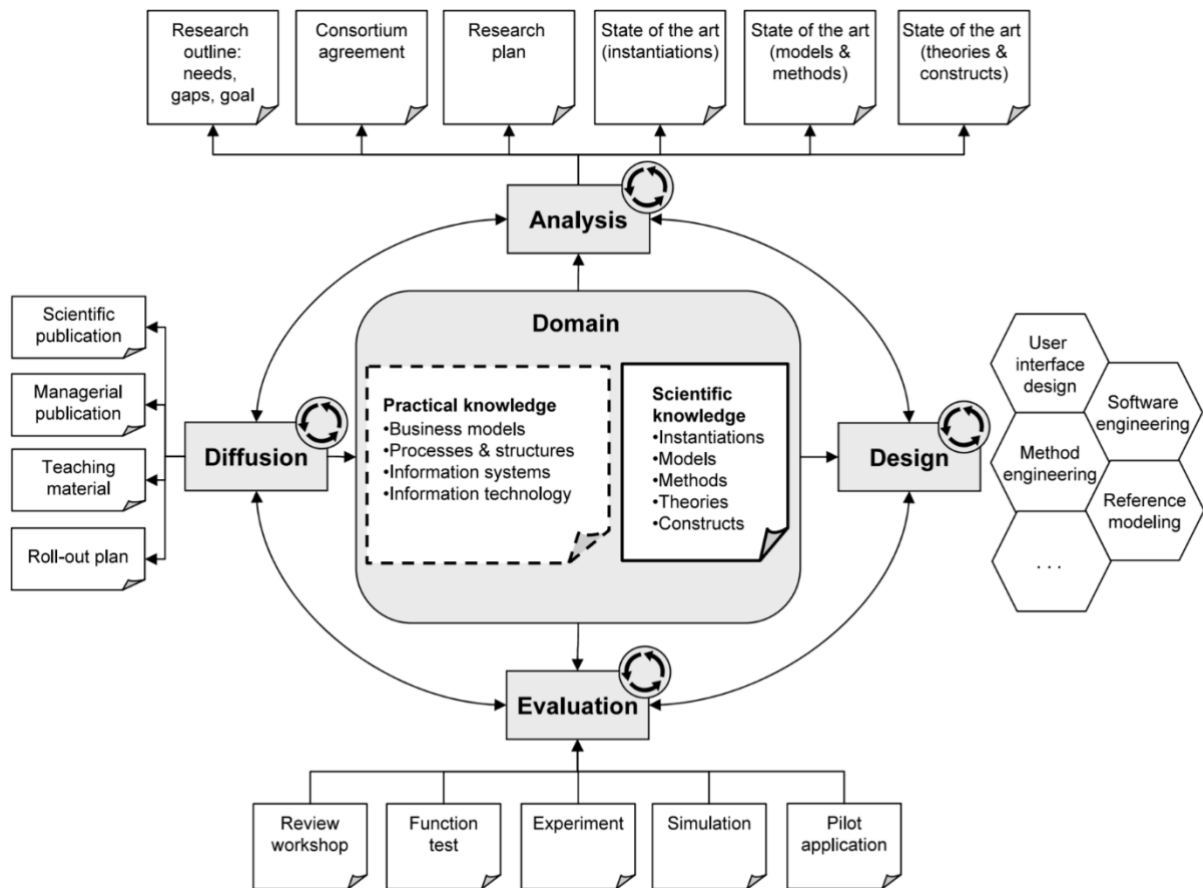 Research
outline:
needs,
gaps, goal
Consortium
agreement
Research
plan
State of the art
(instantiations)
State of the art
(models &
methods)
State of the art
(theories &
constructs)
Analysis
Scientific
publication
Managerial
publication
Teaching
material
Roll-out plan
Diffusion
Domain
Practical knowledge
•Business models
•Processes & structures
•Information systems
•Information technology
Scientific
knowledge
•Instantiations
•Models
•Methods
•Theories
•Constructs
Design
User
interface
design
Software
engineering
Method
engineering
Reference
modeling
. . .
Evaluation
Review
workshop
Function
test
Experiment
Simulation
Pilot
application